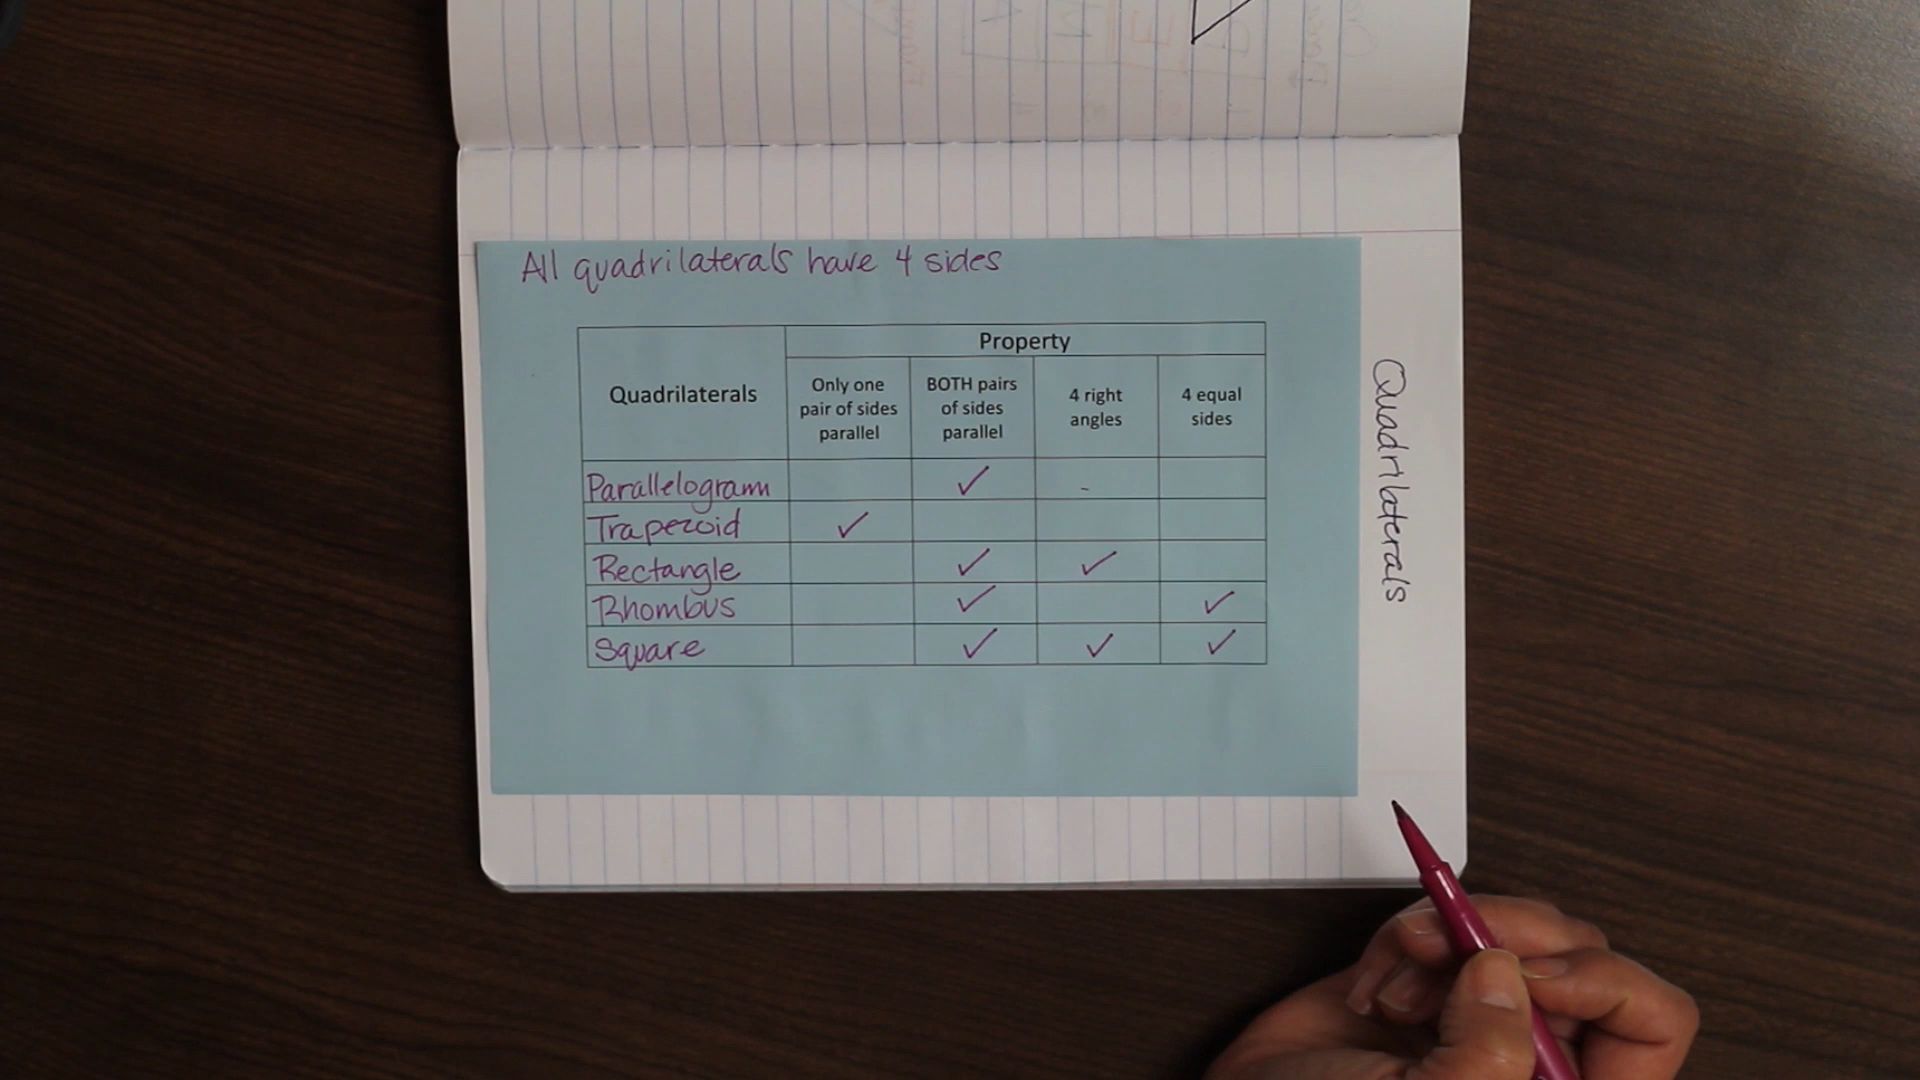 All quadrilaterals have 4 sides
Property
Quadrilaterals
Only one
pair of sides
parallel
BOTH pairs
of sides
parallel
4 right
angles
4 equal
sides
Parallelogram ✓ -
Trapezoid ✓
Rectangle ✓ ✓
Rhombus ✓ ✓
Square ✓ ✓ ✓
Quadrilaterals